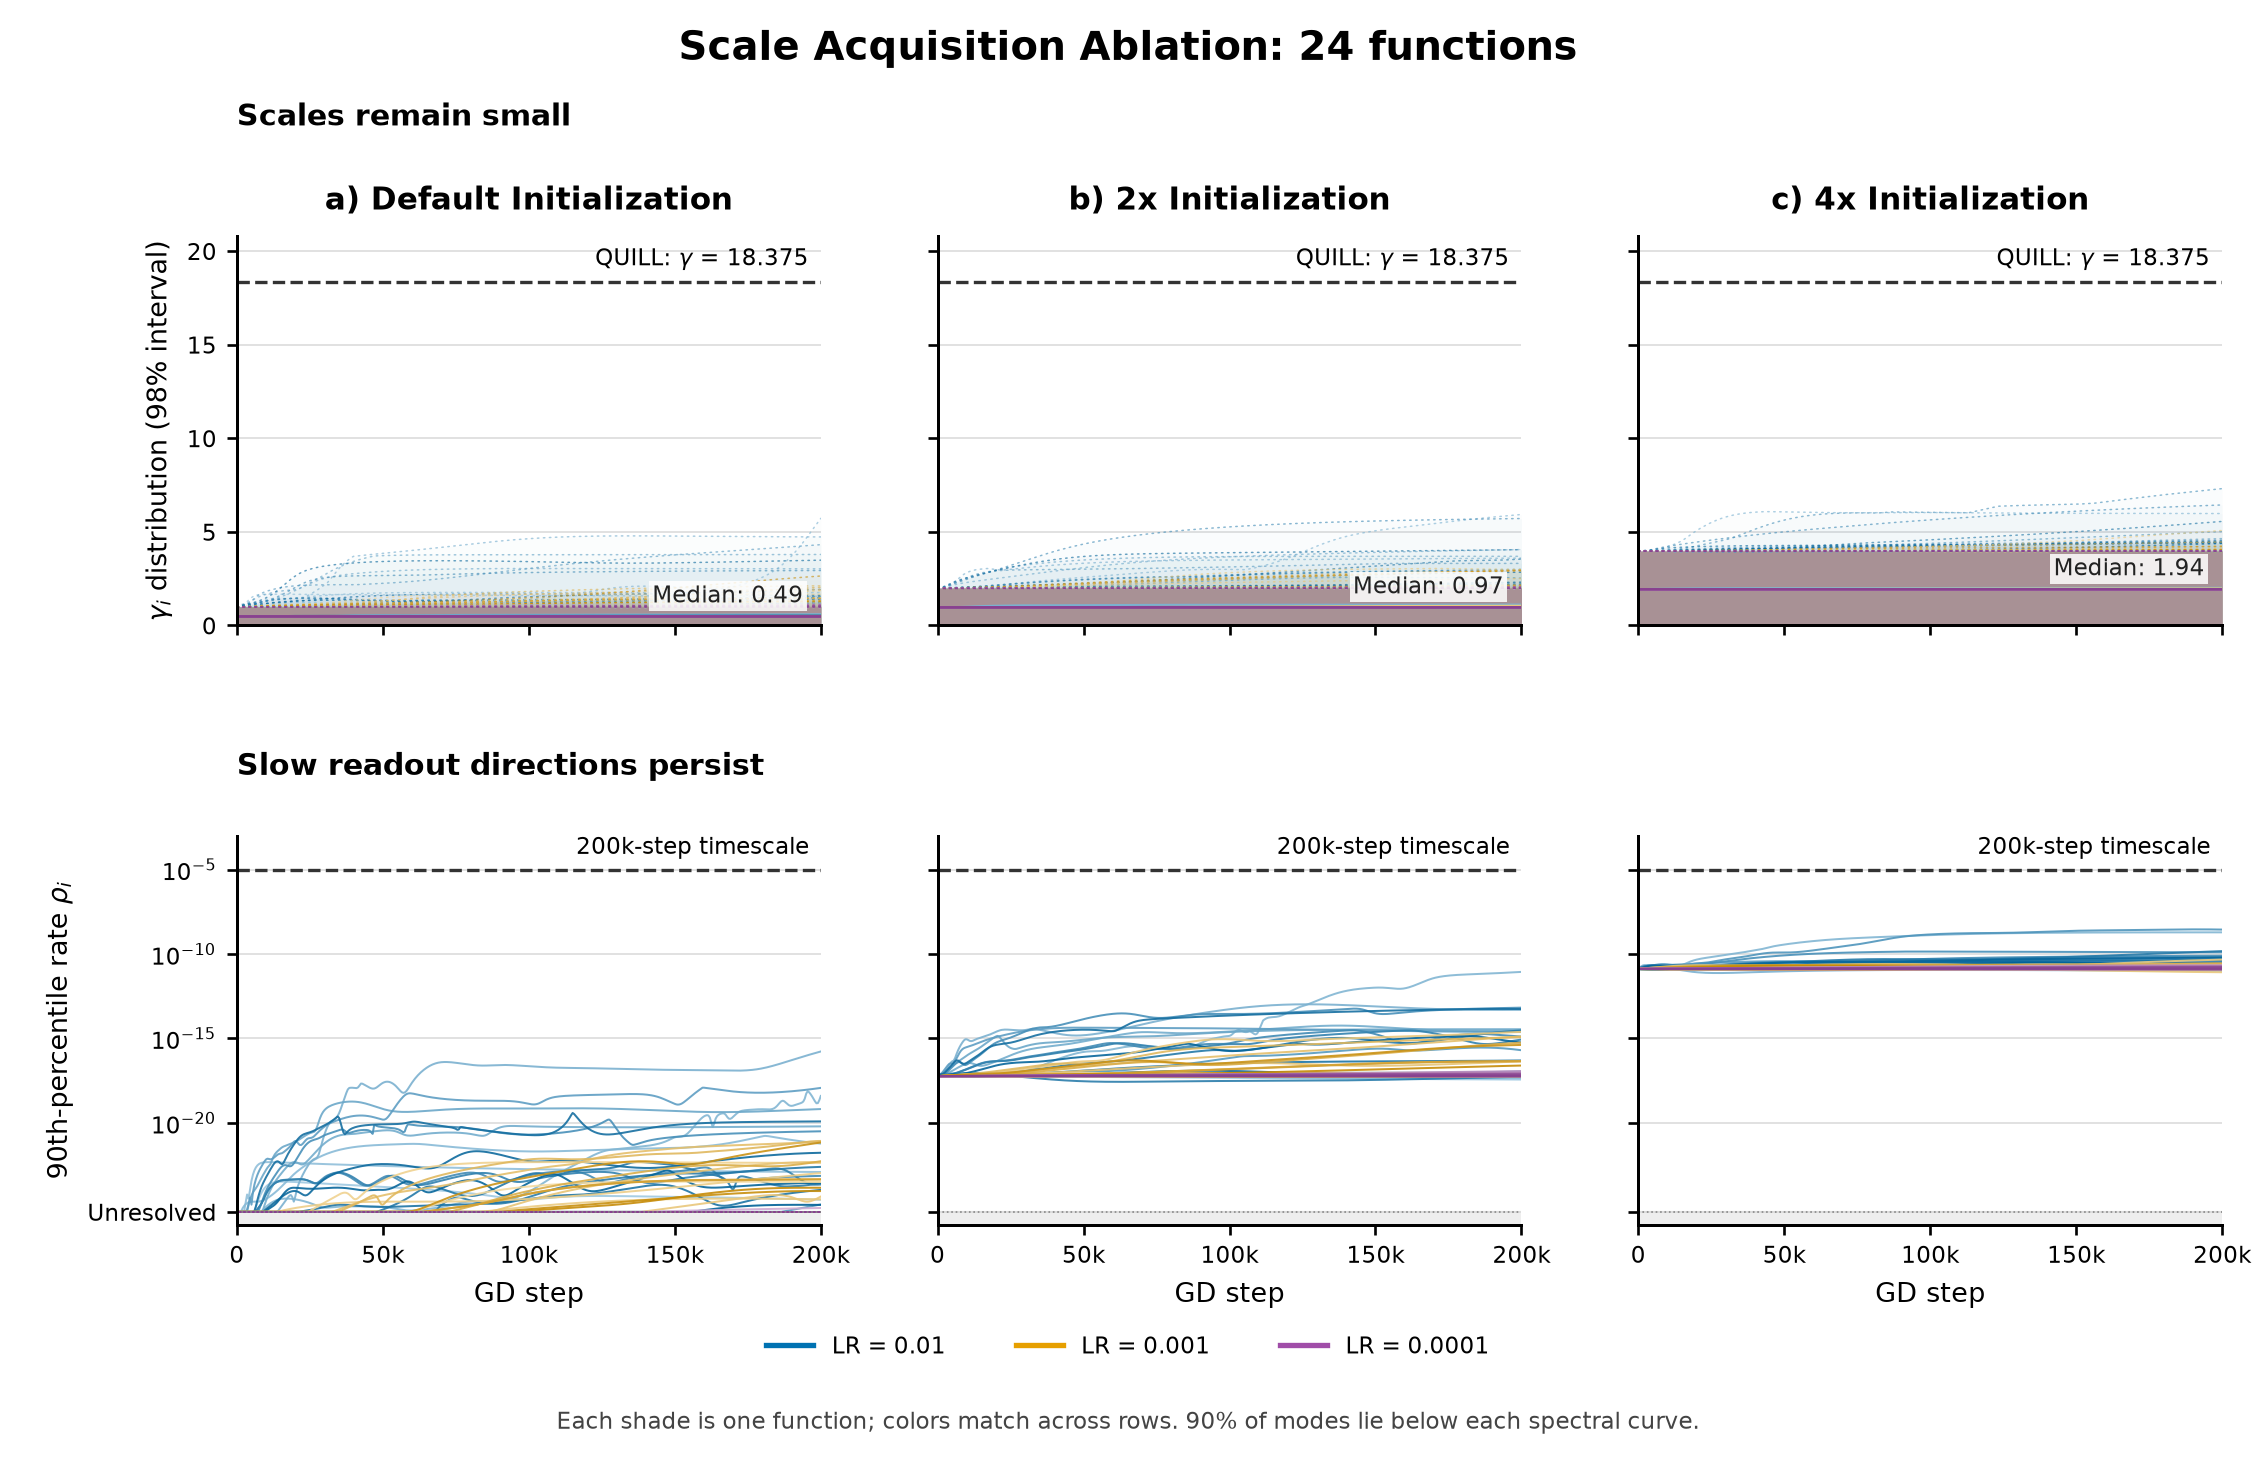 Scale Acquisition Ablation: 24 functions
Scales remain small
a) Default Initialization
b) 2x Initialization
c) 4x Initialization
γᵢ distribution (98% interval)
20
15
10
5
0
QUILL: γ = 18.375
Median: 0.49
QUILL: γ = 18.375
Median: 0.97
QUILL: γ = 18.375
Median: 1.94
Slow readout directions persist
90th-percentile rate ρᵢ
10⁻⁵
10⁻¹⁰
10⁻¹⁵
10⁻²⁰
Unresolved
200k-step timescale
200k-step timescale
200k-step timescale
0 50k 100k 150k 200k
0 50k 100k 150k 200k
0 50k 100k 150k 200k
GD step
GD step
GD step
LR = 0.01 LR = 0.001 LR = 0.0001
Each shade is one function; colors match across rows. 90% of modes lie below each spectral curve.